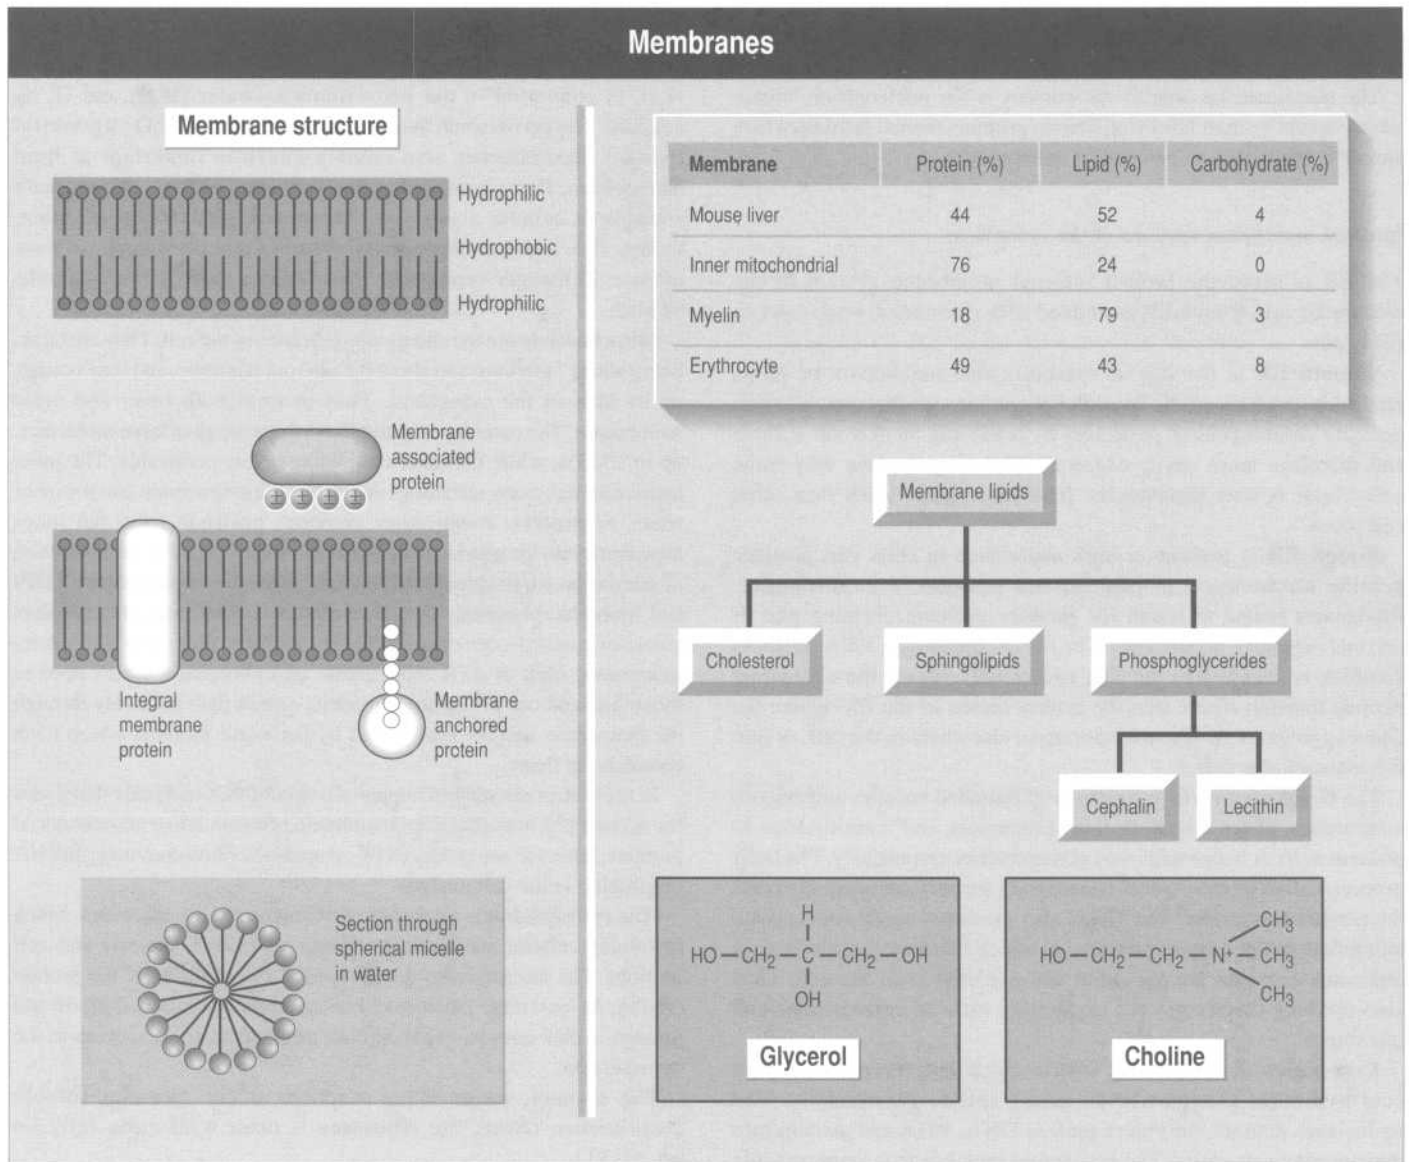 Membranes
Membrane structure
Hydrophilic
Hydrophobic
Hydrophilic
Membrane
associated
protein
Integral
membrane
protein
Membrane
anchored
protein
Section through
spherical micelle
in water
Membrane Protein (%) Lipid (%) Carbohydrate (%)
Mouse liver 44 52 4
Inner mitochondrial 76 24 0
Myelin 18 79 3
Erythrocyte 49 43 8
Membrane lipids
Cholesterol Sphingolipids Phosphoglycerides
Cephalin Lecithin
H
HO—CH₂—C—CH₂—OH
OH
Glycerol
CH₃
HO—CH₂—CH₂—N⁺—CH₃
CH₃
Choline